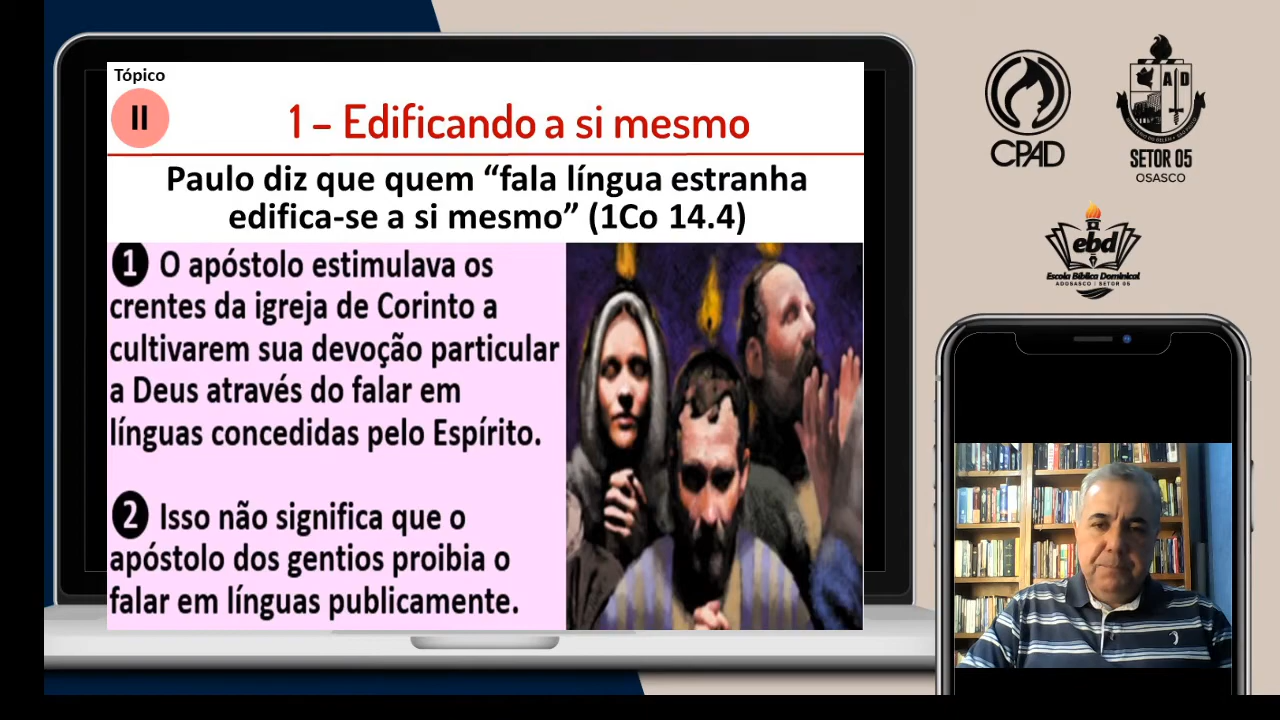 Tópico
II
1 – Edificando a si mesmo
Paulo diz que quem “fala língua estranha
edifica-se a si mesmo” (1Co 14.4)
1 O apóstolo estimulava os
crentes da igreja de Corinto a
cultivarem sua devoção particular
a Deus através do falar em
línguas concedidas pelo Espírito.
2 Isso não significa que o
apóstolo dos gentios proibia o
falar em línguas publicamente.
CPAD
A D
SETOR 05
OSASCO
ebd
Escola Bíblica Dominical